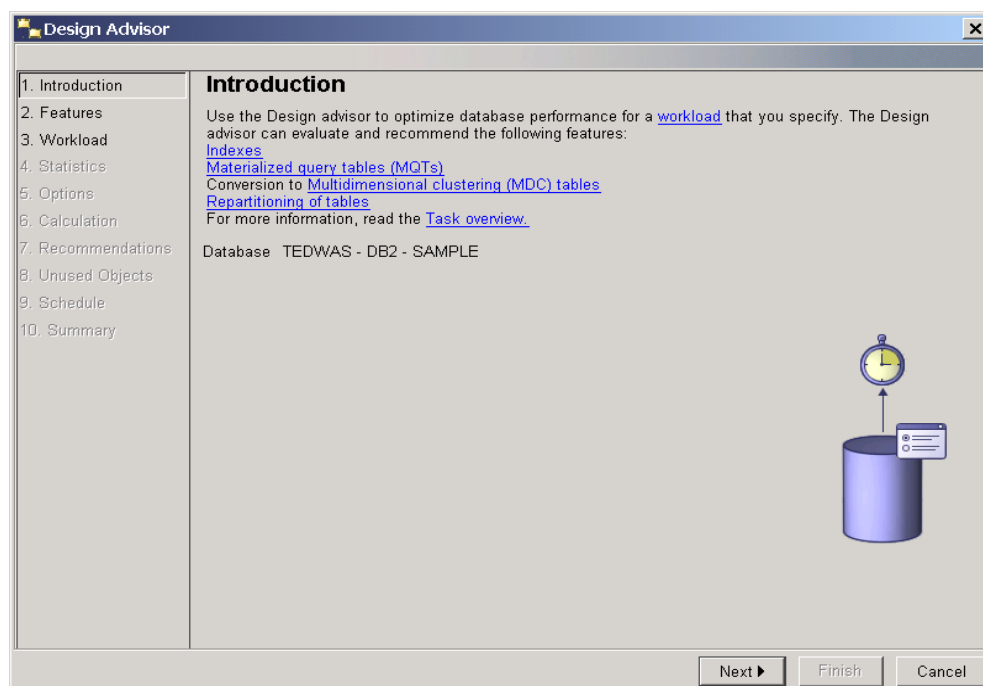 Design Advisor
1. Introduction
2. Features
3. Workload
4. Statistics
5. Options
6. Calculation
7. Recommendations
8. Unused Objects
9. Schedule
10. Summary
Introduction
Use the Design advisor to optimize database performance for a workload that you specify. The Design
advisor can evaluate and recommend the following features:
Indexes
Materialized query tables (MQTs)
Conversion to Multidimensional clustering (MDC) tables
Repartitioning of tables
For more information, read the Task overview.
Database TEDWAS - DB2 - SAMPLE
Next
Finish
Cancel